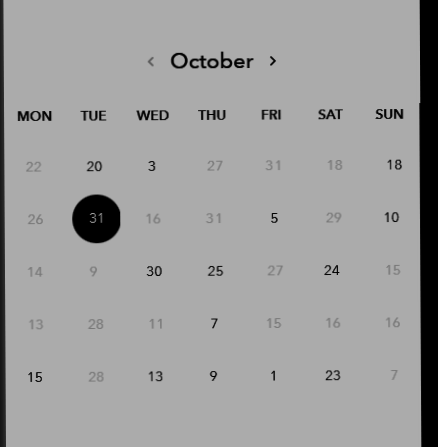 ‹ October ›
MON TUE WED THU FRI SAT SUN
22 20 3 27 31 18 18
26 31 16 31 5 29 10
14 9 30 25 27 24 15
13 28 11 7 15 16 16
15 28 13 9 1 23 7